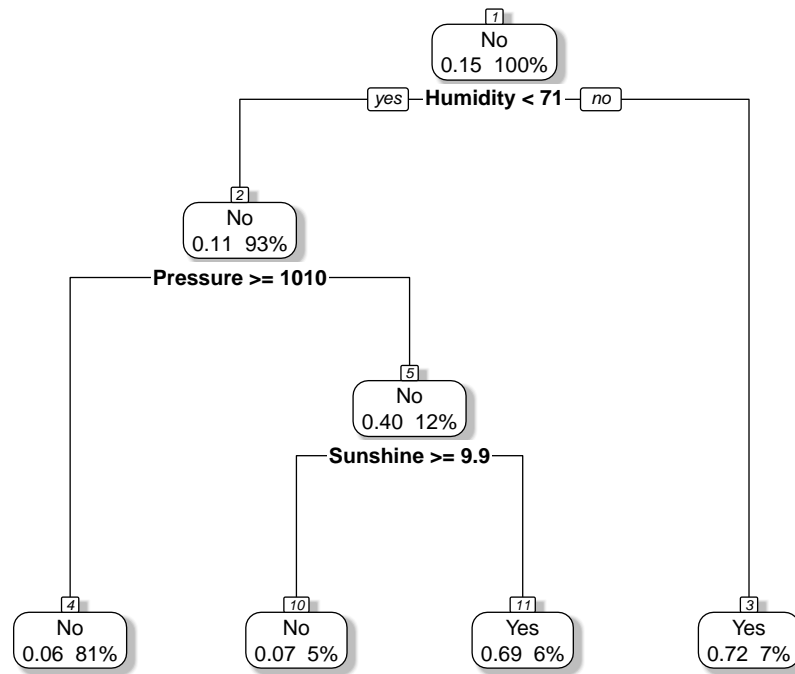 1
No
0.15 100%
yes Humidity < 71 no
2
No
0.11 93%
Pressure >= 1010
5
No
0.40 12%
Sunshine >= 9.9
4
No
0.06 81%
10
No
0.07 5%
11
Yes
0.69 6%
3
Yes
0.72 7%